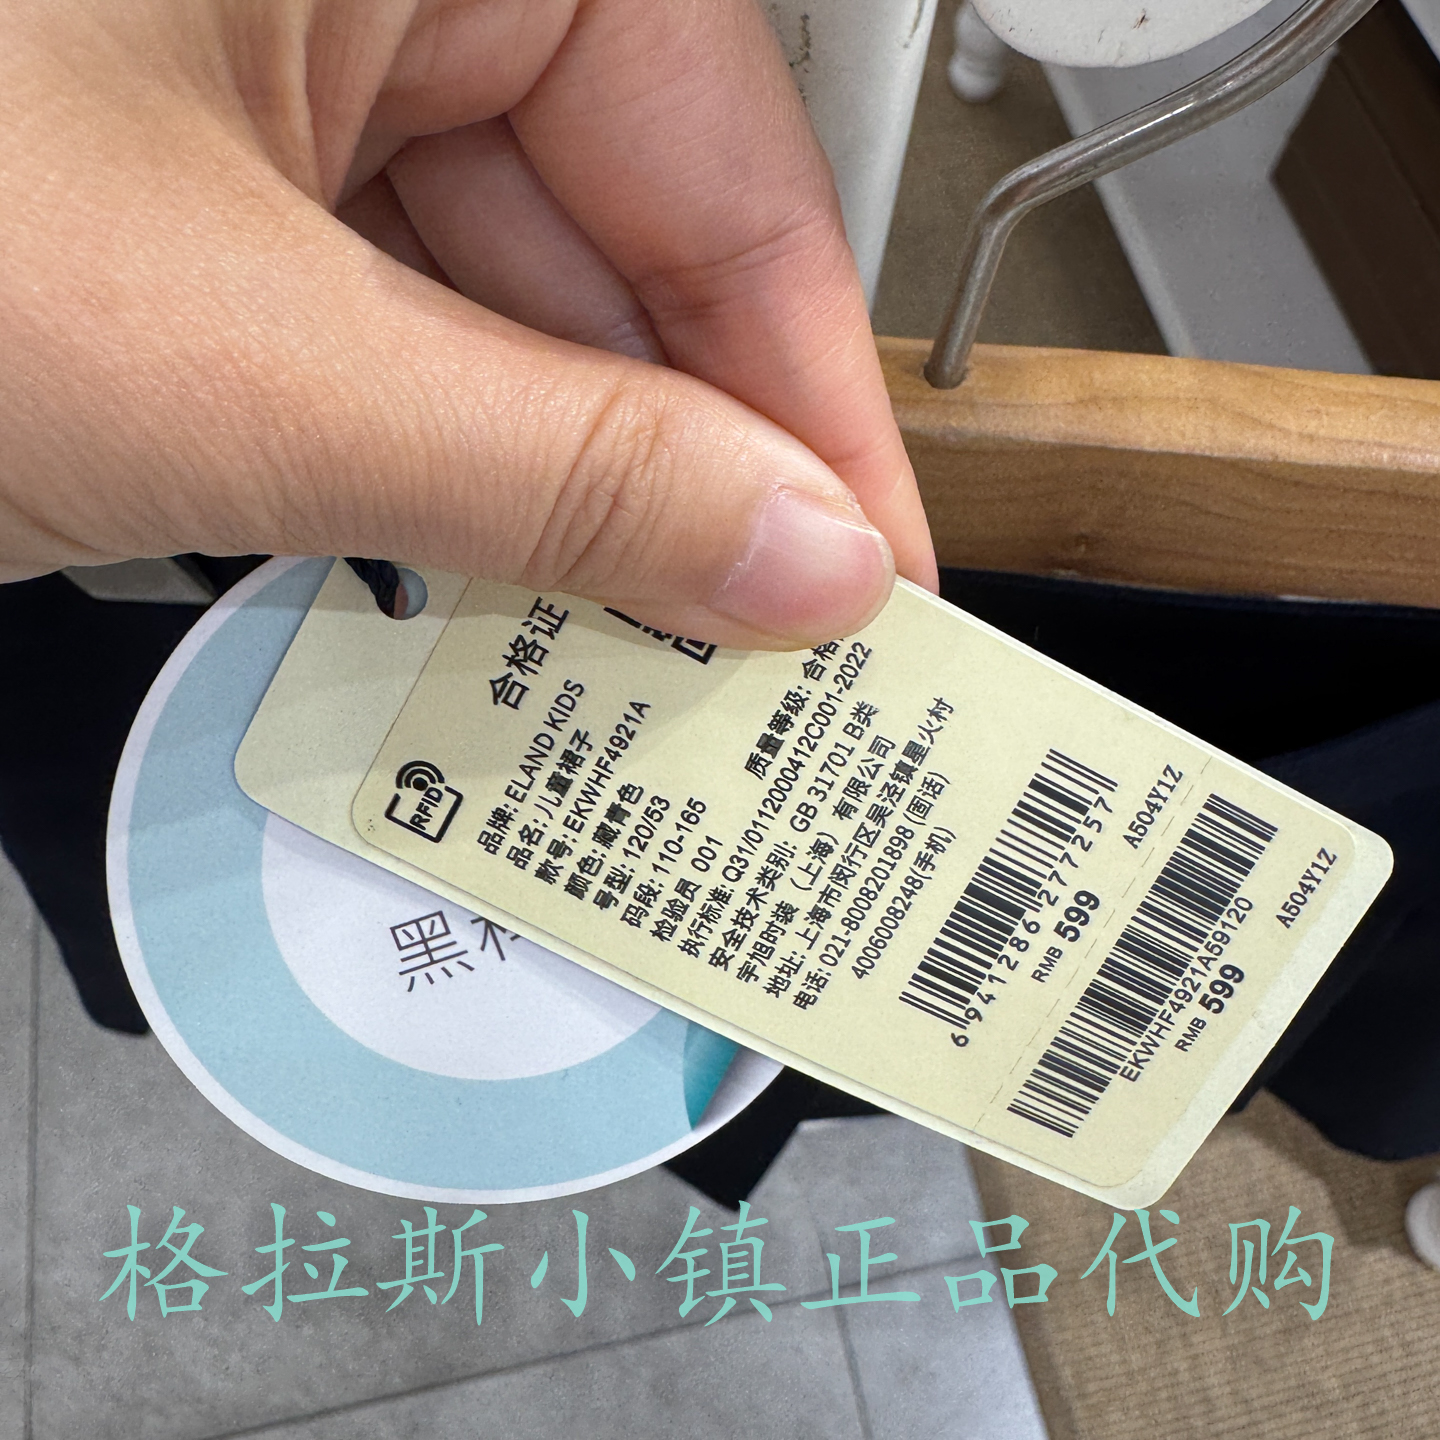 合格证
RFID
品牌: ELAND KIDS
品名: 儿童裙子
款号: EKWHF4921A
颜色: 藏青色
号型: 120/53
码段: 110-165
检验员 001
质量等级: 合格
执行标准: Q31/0112000412C001-2022
安全技术类别: GB 31701 B类
宇旭时装（上海）有限公司
地址: 上海市闵行区吴泾镇星火村
电话: 021-8008201898 (固话)
4006008248(手机)
6941286277257
A504Y1Z
RMB 599
EKWHF4921A59120
A504Y1Z
RMB 599
黑
格拉斯小镇正品代购